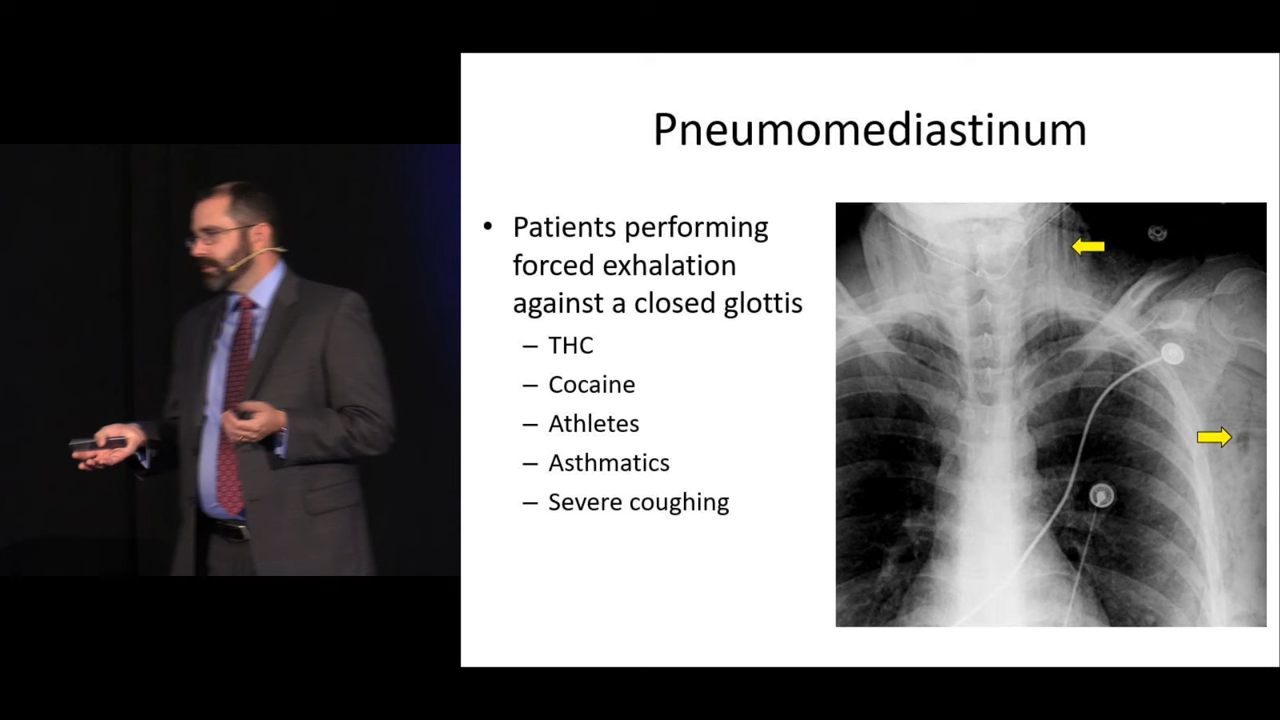 Pneumomediastinum
• Patients performing
forced exhalation
against a closed glottis
– THC
– Cocaine
– Athletes
– Asthmatics
– Severe coughing